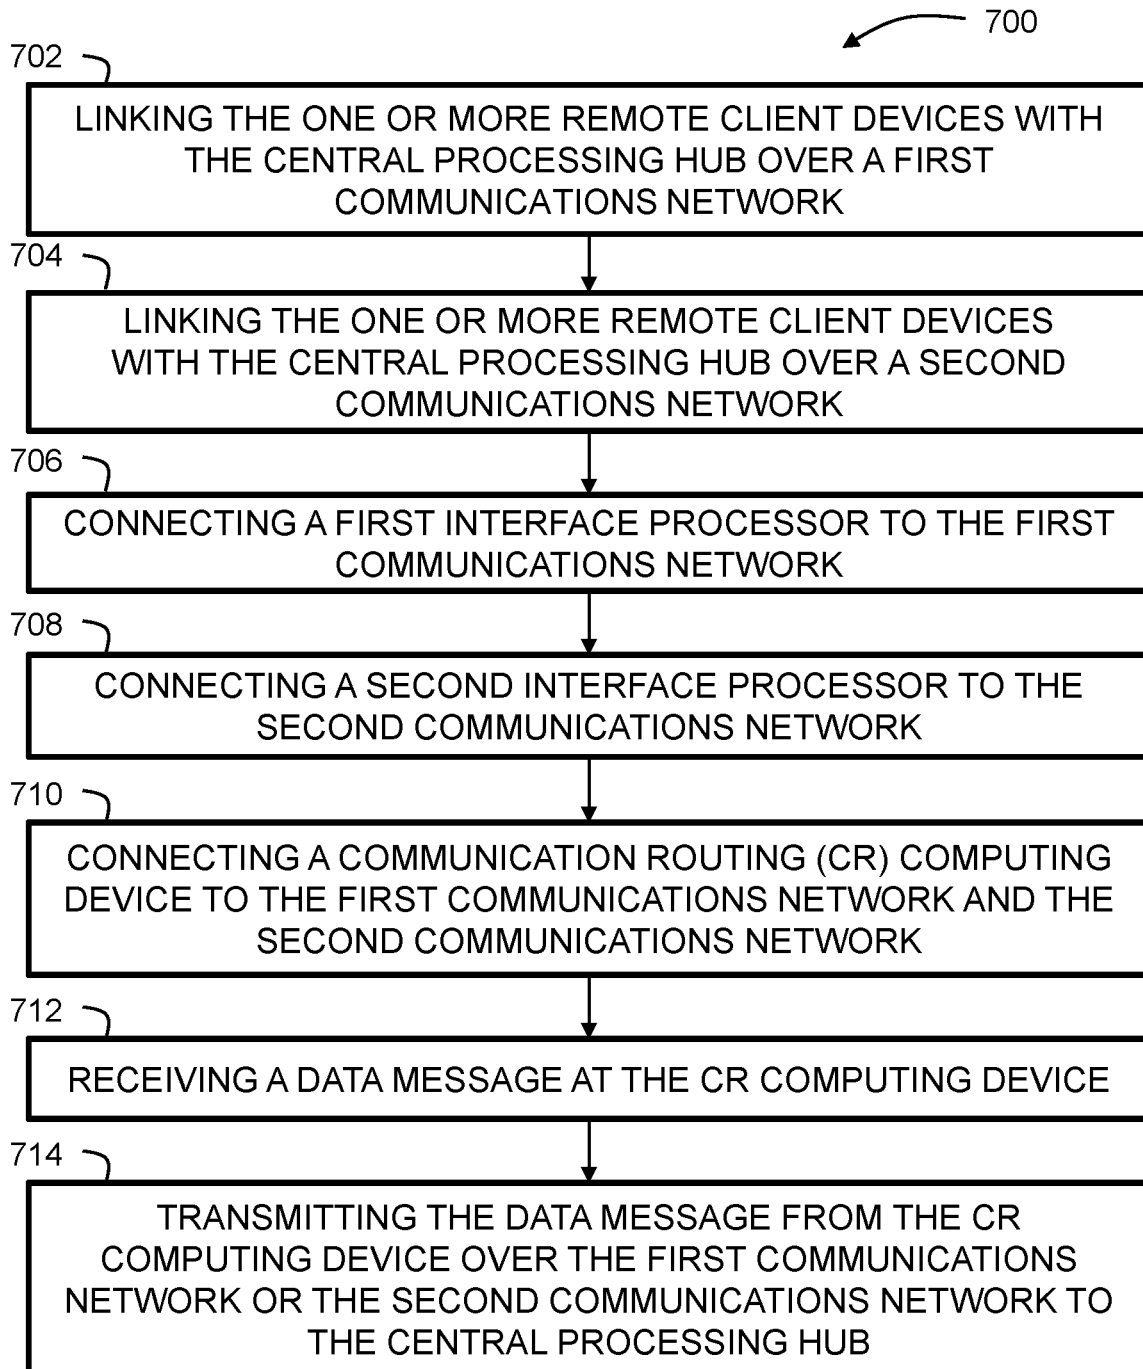 700
702
LINKING THE ONE OR MORE REMOTE CLIENT DEVICES WITH
THE CENTRAL PROCESSING HUB OVER A FIRST
COMMUNICATIONS NETWORK
704
LINKING THE ONE OR MORE REMOTE CLIENT DEVICES
WITH THE CENTRAL PROCESSING HUB OVER A SECOND
COMMUNICATIONS NETWORK
706
CONNECTING A FIRST INTERFACE PROCESSOR TO THE FIRST
COMMUNICATIONS NETWORK
708
CONNECTING A SECOND INTERFACE PROCESSOR TO THE
SECOND COMMUNICATIONS NETWORK
710
CONNECTING A COMMUNICATION ROUTING (CR) COMPUTING
DEVICE TO THE FIRST COMMUNICATIONS NETWORK AND THE
SECOND COMMUNICATIONS NETWORK
712
RECEIVING A DATA MESSAGE AT THE CR COMPUTING DEVICE
714
TRANSMITTING THE DATA MESSAGE FROM THE CR
COMPUTING DEVICE OVER THE FIRST COMMUNICATIONS
NETWORK OR THE SECOND COMMUNICATIONS NETWORK TO
THE CENTRAL PROCESSING HUB